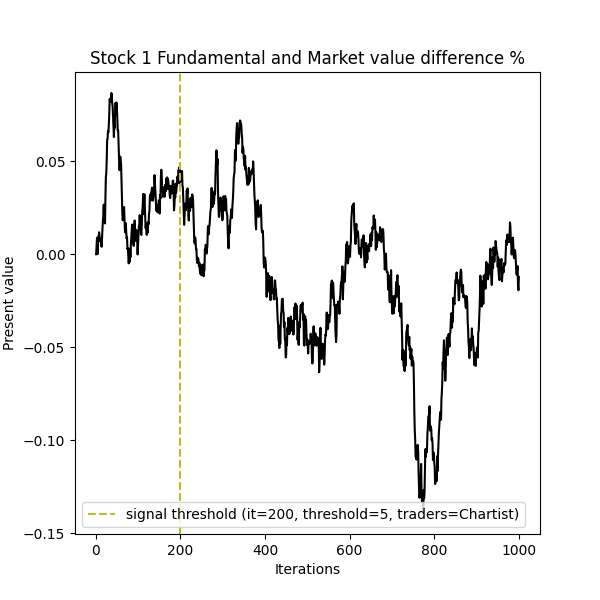 Stock 1 Fundamental and Market value difference %
Present value
0.05
0.00
−0.05
−0.10
−0.15
signal threshold (it=200, threshold=5, traders=Chartist)
0 200 400 600 800 1000
Iterations